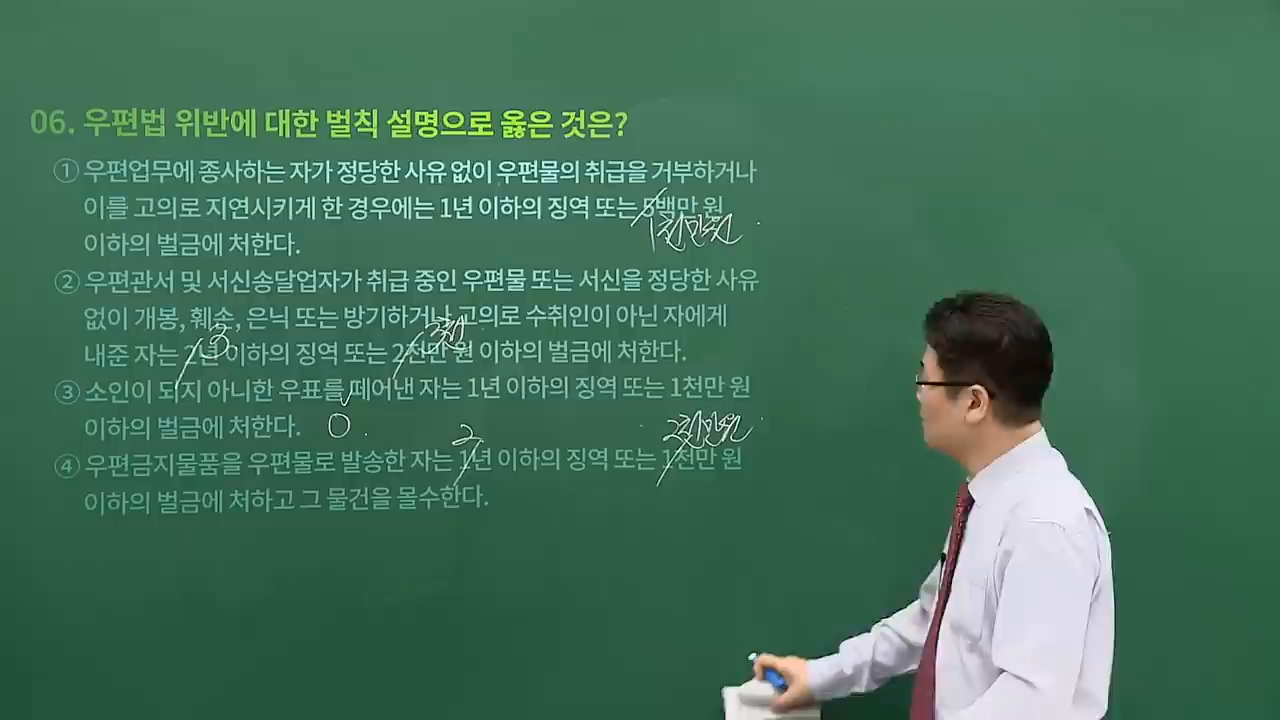 06. 우편법 위반에 대한 벌칙 설명으로 옳은 것은?
① 우편업무에 종사하는 자가 정당한 사유 없이 우편물의 취급을 거부하거나
이를 고의로 지연시키게 한 경우에는 1년 이하의 징역 또는 5백만 원
1천만원
이하의 벌금에 처한다.
② 우편관서 및 서신송달업자가 취급 중인 우편물 또는 서신을 정당한 사유
없이 개봉, 훼손, 은닉 또는 방기하거나 고의로 수취인이 아닌 자에게
3 3천
내준 자는 2년 이하의 징역 또는 2천만 원 이하의 벌금에 처한다.
③ 소인이 되지 아니한 우표를 떼어낸 자는 1년 이하의 징역 또는 1천만 원
이하의 벌금에 처한다. O
2 2천만원
④ 우편금지물품을 우편물로 발송한 자는 1년 이하의 징역 또는 1천만 원
이하의 벌금에 처하고 그 물건을 몰수한다.